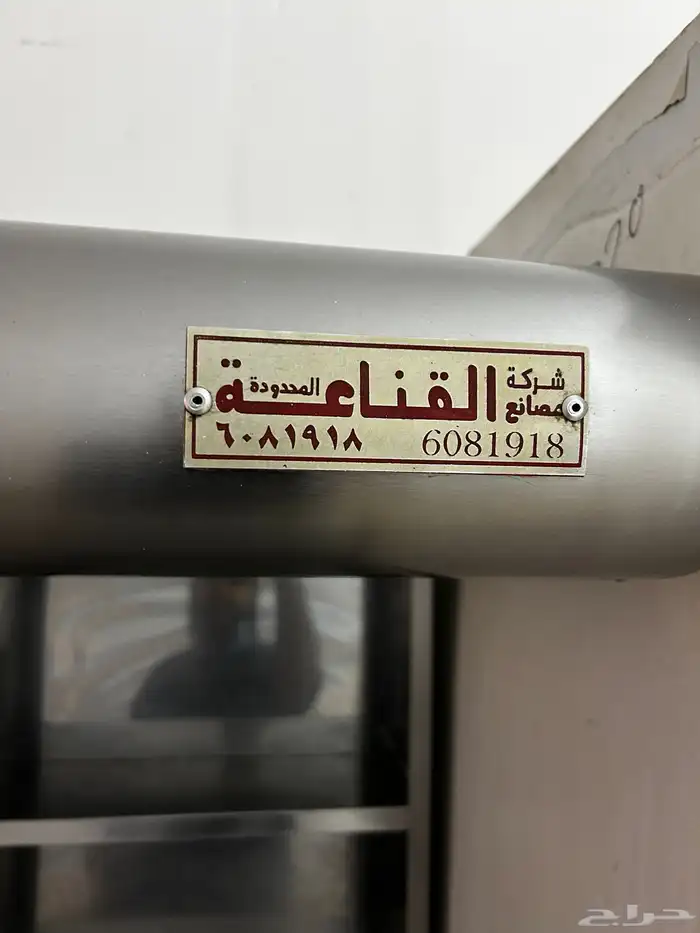 شركة مصانع القناعة المحدودة
٦٠٨١٩١٨ 6081918
حراج